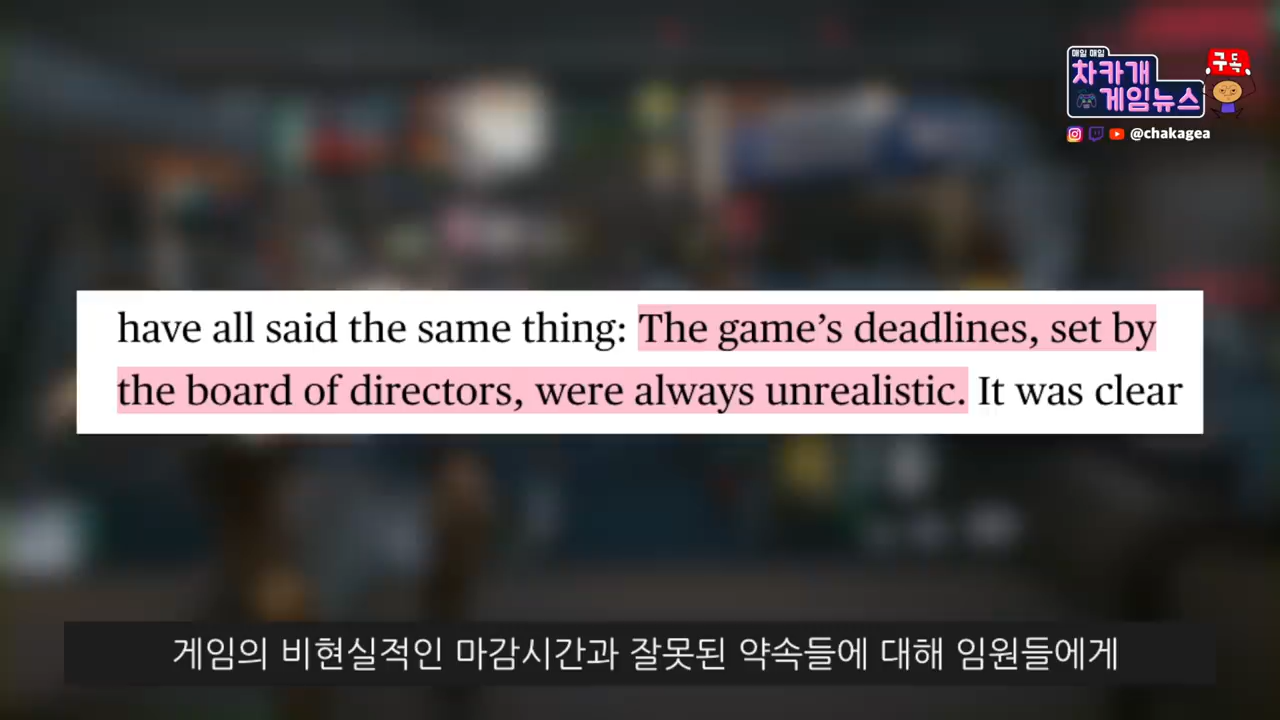 매일 매일
차카개
게임뉴스
구독
@chakagea
have all said the same thing: The game’s deadlines, set by
the board of directors, were always unrealistic. It was clear
게임의 비현실적인 마감시간과 잘못된 약속들에 대해 임원들에게